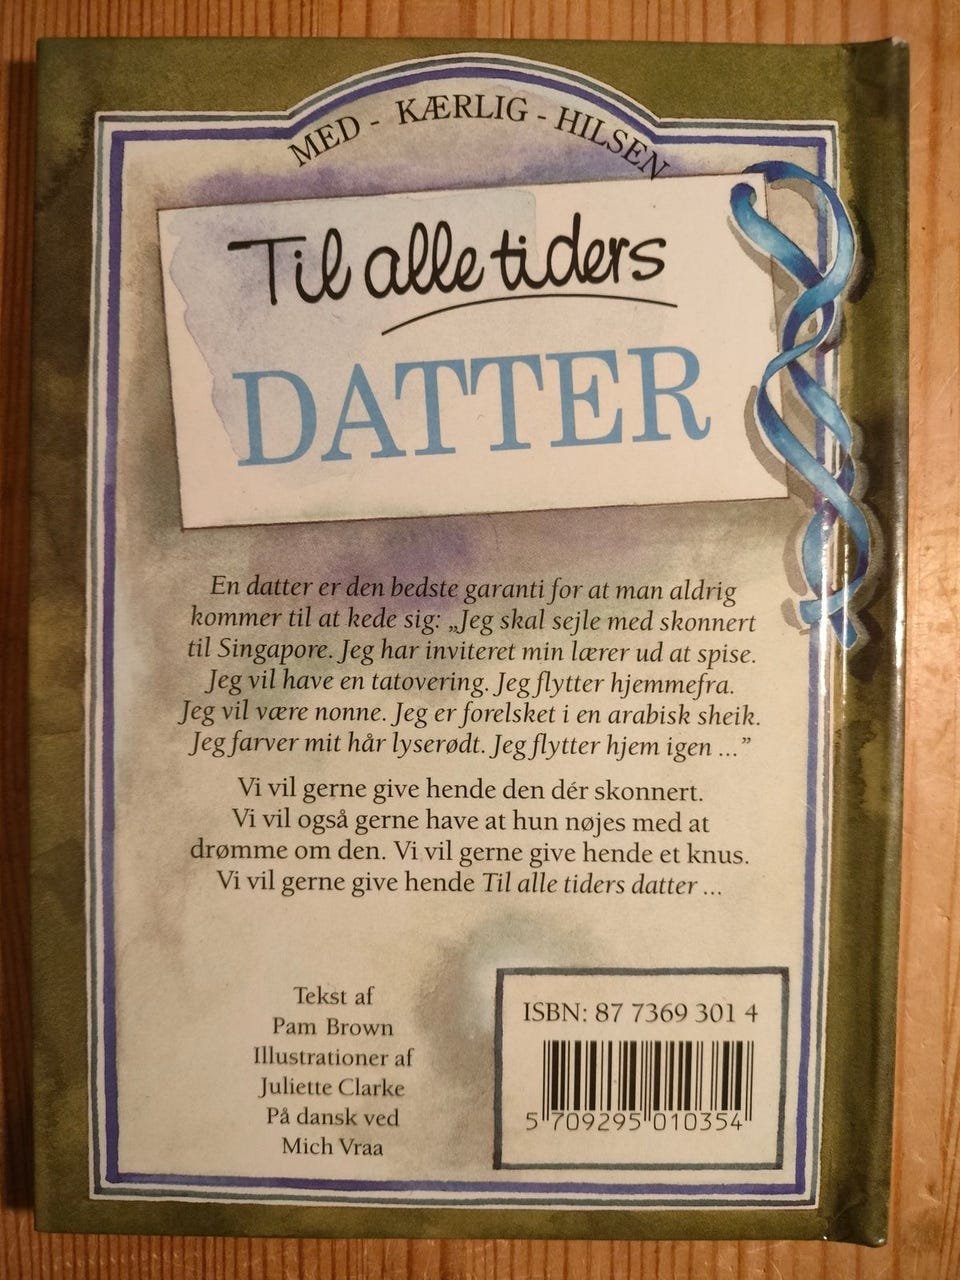 MED - KÆRLIG - HILSEN
Til alle tiders
DATTER
En datter er den bedste garanti for at man aldrig
kommer til at kede sig: „Jeg skal sejle med skonnert
til Singapore. Jeg har inviteret min lærer ud at spise.
Jeg vil have en tatovering. Jeg flytter hjemmefra.
Jeg vil være nonne. Jeg er forelsket i en arabisk sheik.
Jeg farver mit hår lyserødt. Jeg flytter hjem igen ...”
Vi vil gerne give hende den dér skonnert.
Vi vil også gerne have at hun nøjes med at
drømme om den. Vi vil gerne give hende et knus.
Vi vil gerne give hende Til alle tiders datter ...
Tekst af
Pam Brown
Illustrationer af
Juliette Clarke
På dansk ved
Mich Vraa
ISBN: 87 7369 301 4
5 709295 010354